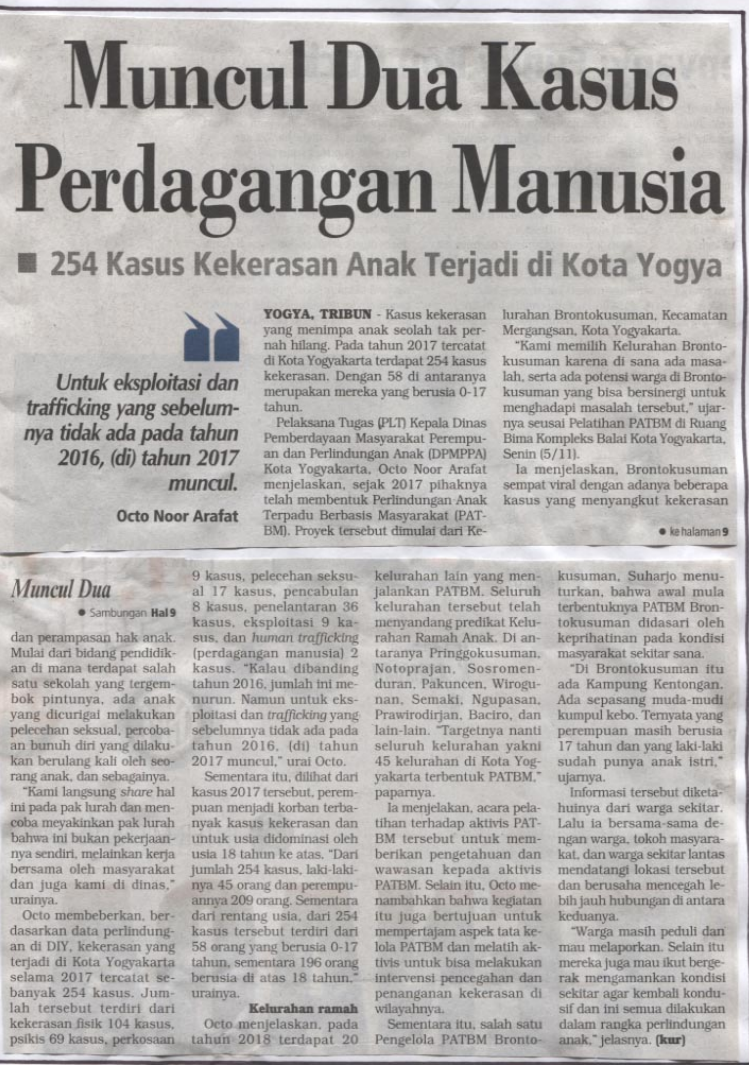 Muncul Dua Kasus
Perdagangan Manusia
■ 254 Kasus Kekerasan Anak Terjadi di Kota Yogya
Untuk eksploitasi dan
trafficking yang sebelum-
nya tidak ada pada tahun
2016, (di) tahun 2017
muncul.
Octo Noor Arafat
YOGYA, TRIBUN - Kasus kekerasan
yang menimpa anak seolah tak per-
nah hilang. Pada tahun 2017 tercatat
di Kota Yogyakarta terdapat 254 kasus
kekerasan. Dengan 58 di antaranya
merupakan mereka yang berusia 0-17
tahun.
Pelaksana Tugas (PLT) Kepala Dinas
Pemberdayaan Masyarakat Perempu-
an dan Perlindungan Anak (DPMPPA)
Kota Yogyakarta, Octo Noor Arafat
menjelaskan, sejak 2017 pihaknya
telah membentuk Perlindungan Anak
Terpadu Berbasis Masyarakat (PAT-
BM). Proyek tersebut dimulai dari Ke-
lurahan Brontokusuman, Kecamatan
Mergangsan, Kota Yogyakarta.
"Kami memilih Kelurahan Bronto-
kusuman karena di sana ada masa-
lah, serta ada potensi warga di Bronto-
kusuman yang bisa bersinergi untuk
menghadapi masalah tersebut," ujar-
nya seusai Pelatihan PATBM di Ruang
Bima Kompleks Balai Kota Yogyakarta,
Senin (5/11).
Ia menjelaskan, Brontokusuman
sempat viral dengan adanya beberapa
kasus yang menyangkut kekerasan
● ke halaman 9
Muncul Dua
● Sambungan Hal 9
dan perampasan hak anak.
Mulai dari bidang pendidik-
an di mana terdapat salah
satu sekolah yang tergem-
bok pintunya, ada anak
yang dicurigai melakukan
pelecehan seksual, percoba-
an bunuh diri yang dilaku-
kan berulang kali oleh seo-
rang anak, dan sebagainya.
"Kami langsung share hal
ini pada pak lurah dan men-
coba meyakinkan pak lurah
bahwa ini bukan pekerjaan-
nya sendiri, melainkan kerja
bersama oleh masyarakat
dan juga kami di dinas,"
urainya.
Octo membeberkan, ber-
dasarkan data perlindung-
an di DIY, kekerasan yang
terjadi di Kota Yogyakarta
selama 2017 tercatat se-
banyak 254 kasus. Jum-
lah tersebut terdiri dari
kekerasan fisik 104 kasus,
psikis 69 kasus, perkosaan
9 kasus, pelecehan seksu-
al 17 kasus, pencabulan
8 kasus, penelantaran 36
kasus, eksploitasi 9 ka-
sus, dan human trafficking
(perdagangan manusia) 2
kasus. "Kalau dibanding
tahun 2016, jumlah ini me-
nurun. Namun untuk eks-
ploitasi dan trafficking yang
sebelumnya tidak ada pada
tahun 2016, (di) tahun
2017 muncul," urai Octo.
Sementara itu, dilihat dari
kasus 2017 tersebut, perem-
puan menjadi korban terba-
nyak kasus kekerasan dan
untuk usia didominasi oleh
usia 18 tahun ke atas. "Dari
jumlah 254 kasus, laki-laki-
nya 45 orang dan perempu-
annya 209 orang. Sementara
dari rentang usia, dari 254
kasus tersebut terdiri dari
58 orang yang berusia 0-17
tahun, sementara 196 orang
berusia di atas 18 tahun."
urainya.
Kelurahan ramah
Octo menjelaskan, pada
tahun 2018 terdapat 20
kelurahan lain yang men-
jalankan PATBM. Seluruh
kelurahan tersebut telah
menyandang predikat Kelu-
rahan Ramah Anak. Di an-
taranya Pringgokusuman,
Notoprajan, Sosromen-
duran, Pakuncen, Wirogu-
nan, Semaki, Ngupasan,
Prawirodirjan, Baciro, dan
lain-lain. "Targetnya nanti
seluruh kelurahan yakni
45 kelurahan di Kota Yog-
yakarta terbentuk PATBM,"
paparnya.
Ia menjelakan, acara pela-
tihan terhadap aktivis PAT-
BM tersebut untuk mem-
berikan pengetahuan dan
wawasan kepada aktivis
PATBM. Selain itu, Octo me-
nambahkan bahwa kegiatan
itu juga bertujuan untuk
mempertajam aspek tata ke-
lola PATBM dan melatih ak-
tivis untuk bisa melakukan
intervensi pencegahan dan
penanganan kekerasan di
wilayahnya.
Sementara itu, salah satu
Pengelola PATBM Bronto-
kusuman, Suharjo menu-
turkan, bahwa awal mula
terbentuknya PATBM Bron-
tokusuman didasari oleh
keprihatinan pada kondisi
masyarakat sekitar sana.
"Di Brontokusuman itu
ada Kampung Kentongan.
Ada sepasang muda-mudi
kumpul kebo. Ternyata yang
perempuan masih berusia
17 tahun dan yang laki-laki
sudah punya anak istri,"
ujarnya.
Informasi tersebut diketa-
huinya dari warga sekitar.
Lalu ia bersama-sama de-
ngan warga, tokoh masyara-
kat, dan warga sekitar lantas
mendatangi lokasi tersebut
dan berusaha mencegah le-
bih jauh hubungan di antara
keduanya.
"Warga masih peduli dan
mau melaporkan. Selain itu
mereka juga mau ikut berge-
rak mengamankan kondisi
sekitar agar kembali kondu-
sif dan ini semua dilakukan
dalam rangka perlindungan
anak," jelasnya. (kur)